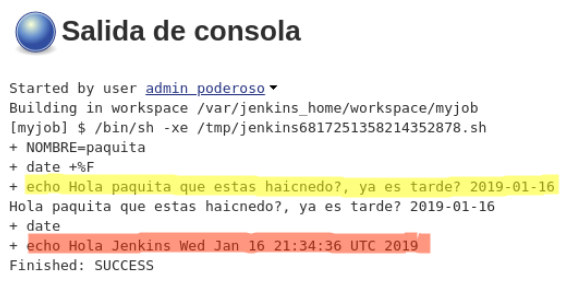 Salida de consola
Started by user admin poderoso
Building in workspace /var/jenkins_home/workspace/myjob
[myjob] $ /bin/sh -xe /tmp/jenkins6817251358214352878.sh
+ NOMBRE=paquita
+ date +%F
+ echo Hola paquita que estas haicnedo?, ya es tarde? 2019-01-16
Hola paquita que estas haicnedo?, ya es tarde? 2019-01-16
+ date
+ echo Hola Jenkins Wed Jan 16 21:34:36 UTC 2019
Finished: SUCCESS